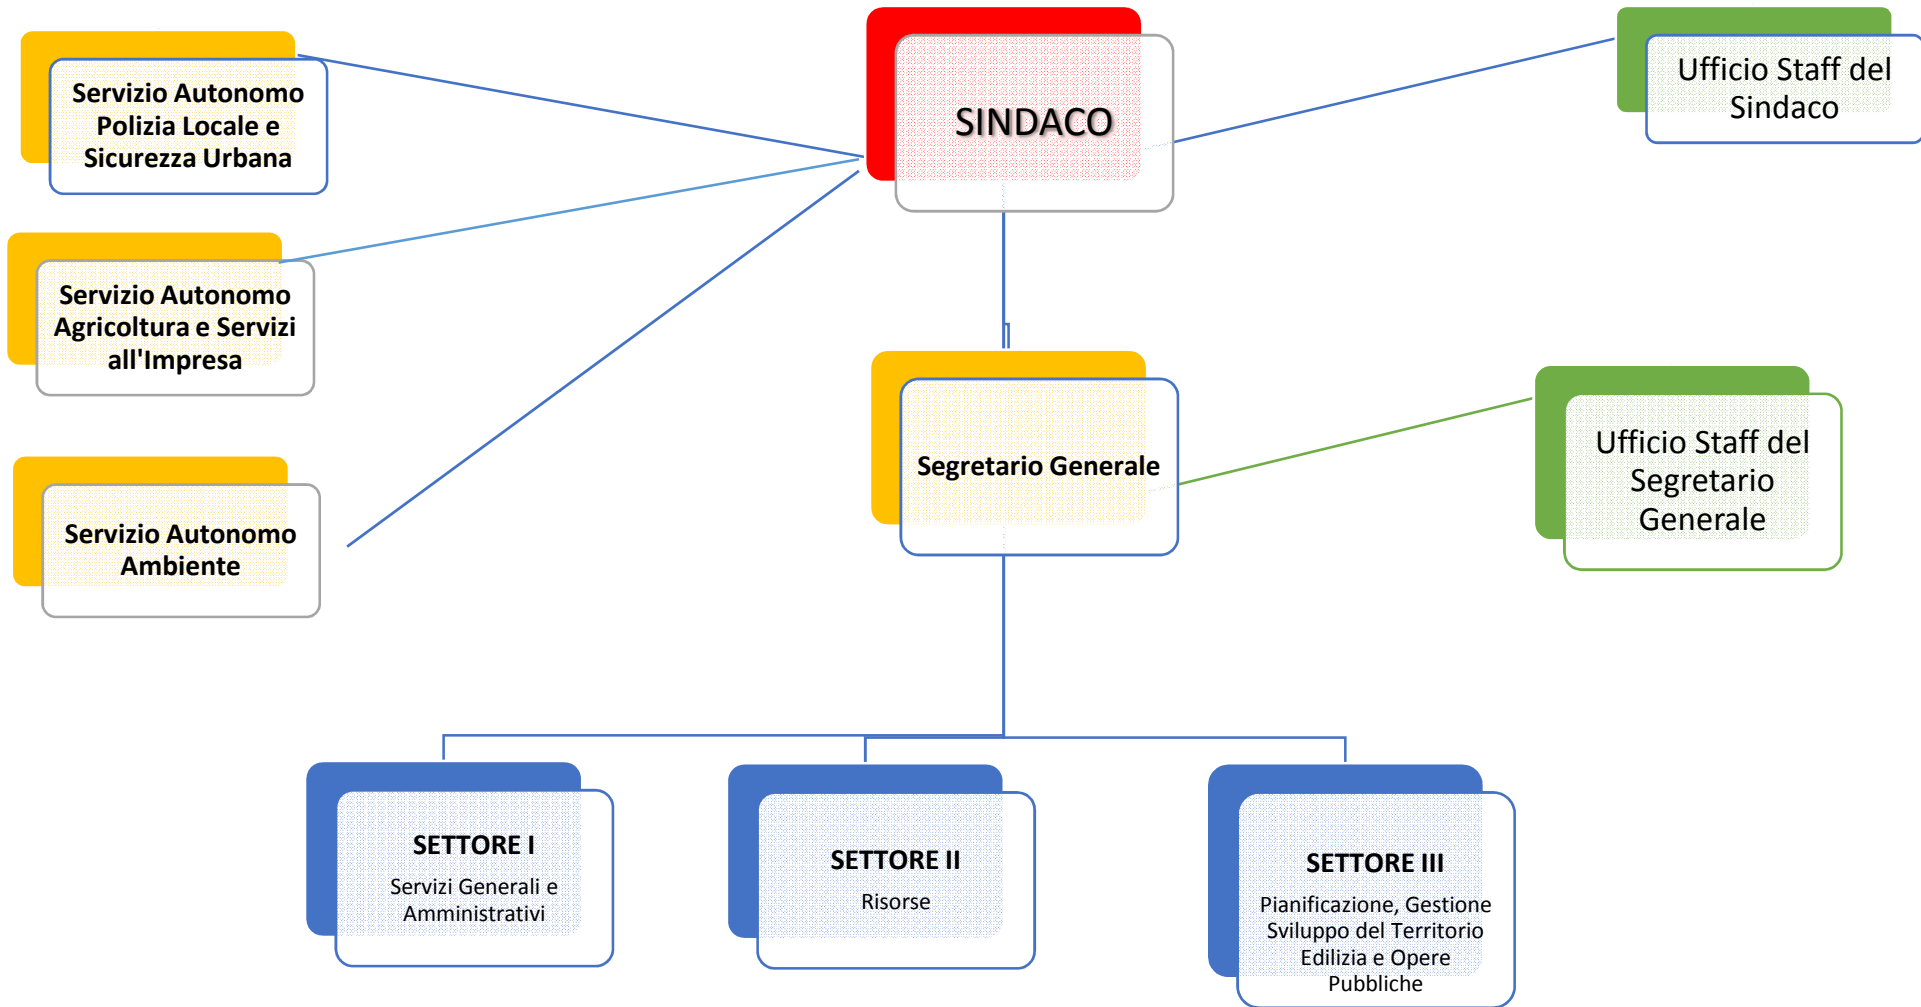 Servizio Autonomo
Polizia Locale e
Sicurezza Urbana
SINDACO
Ufficio Staff del
Sindaco
Servizio Autonomo
Agricoltura e Servizi
all'Impresa
Segretario Generale
Ufficio Staff del
Segretario
Generale
Servizio Autonomo
Ambiente
SETTORE I
Servizi Generali e
Amministrativi
SETTORE II
Risorse
SETTORE III
Pianificazione, Gestione
Sviluppo del Territorio
Edilizia e Opere
Pubbliche